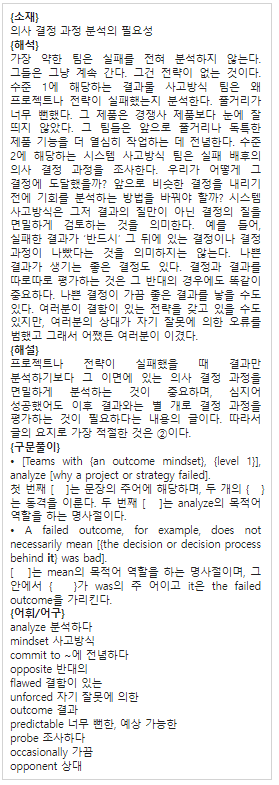 {소재}
의사 결정 과정 분석의 필요성
{해석}
가장 약한 팀은 실패를 전혀 분석하지 않는다.
그들은 그냥 계속 간다. 그건 전략이 없는 것이다.
수준 1에 해당하는 결과물 사고방식 팀은 왜
프로젝트나 전략이 실패했는지 분석한다. 줄거리가
너무 뻔했다. 그 제품은 경쟁사 제품보다 눈에 잘
띄지 않았다. 그 팀들은 앞으로 줄거리나 독특한
제품 기능을 더 열심히 작업하는 데 전념한다. 수준
2에 해당하는 시스템 사고방식 팀은 실패 배후의
의사 결정 과정을 조사한다. 우리가 어떻게 그
결정에 도달했을까? 앞으로 비슷한 결정을 내리기
전에 기회를 분석하는 방법을 바꿔야 할까? 시스템
사고방식은 그저 결과의 질만이 아닌 결정의 질을
면밀하게 검토하는 것을 의미한다. 예를 들어,
실패한 결과가 ‘반드시’ 그 뒤에 있는 결정이나 결정
과정이 나빴다는 것을 의미하지는 않는다. 나쁜
결과가 생기는 좋은 결정도 있다. 결정과 결과를
따로따로 평가하는 것은 그 반대의 경우에도 똑같이
중요하다. 나쁜 결정이 가끔 좋은 결과를 낳을 수도
있다. 여러분이 결함이 있는 전략을 갖고 있을 수도
있지만, 여러분의 상대가 자기 잘못에 의한 오류를
범했고 그래서 어쨌든 여러분이 이겼다.
{해설}
프로젝트나 전략이 실패했을 때 결과만
분석하기보다 그 이면에 있는 의사 결정 과정을
면밀하게 분석하는 것이 중요하며, 심지어
성공했어도 이후 결과와는 별 개로 결정 과정을
평가하는 것이 필요하다는 내용의 글이다. 따라서
글의 요지로 가장 적절한 것은 ②이다.
{구문풀이}
• [Teams with {an outcome mindset}, {level 1}],
analyze [why a project or strategy failed].
첫 번째 [ ]는 문장의 주어에 해당하며, 두 개의 { }
는 동격을 이룬다. 두 번째 [ ]는 analyze의 목적어
역할을 하는 명사절이다.
• A failed outcome, for example, does not
necessarily mean [{the decision or decision process
behind it} was bad].
[ ]는 mean의 목적어 역할을 하는 명사절이며, 그
안에서 { }가 was의 주 어이고 it은 the failed
outcome을 가리킨다.
{어휘/어구}
analyze 분석하다
mindset 사고방식
commit to ~에 전념하다
opposite 반대의
flawed 결함이 있는
unforced 자기 잘못에 의한
outcome 결과
predictable 너무 뻔한, 예상 가능한
probe 조사하다
occasionally 가끔
opponent 상대